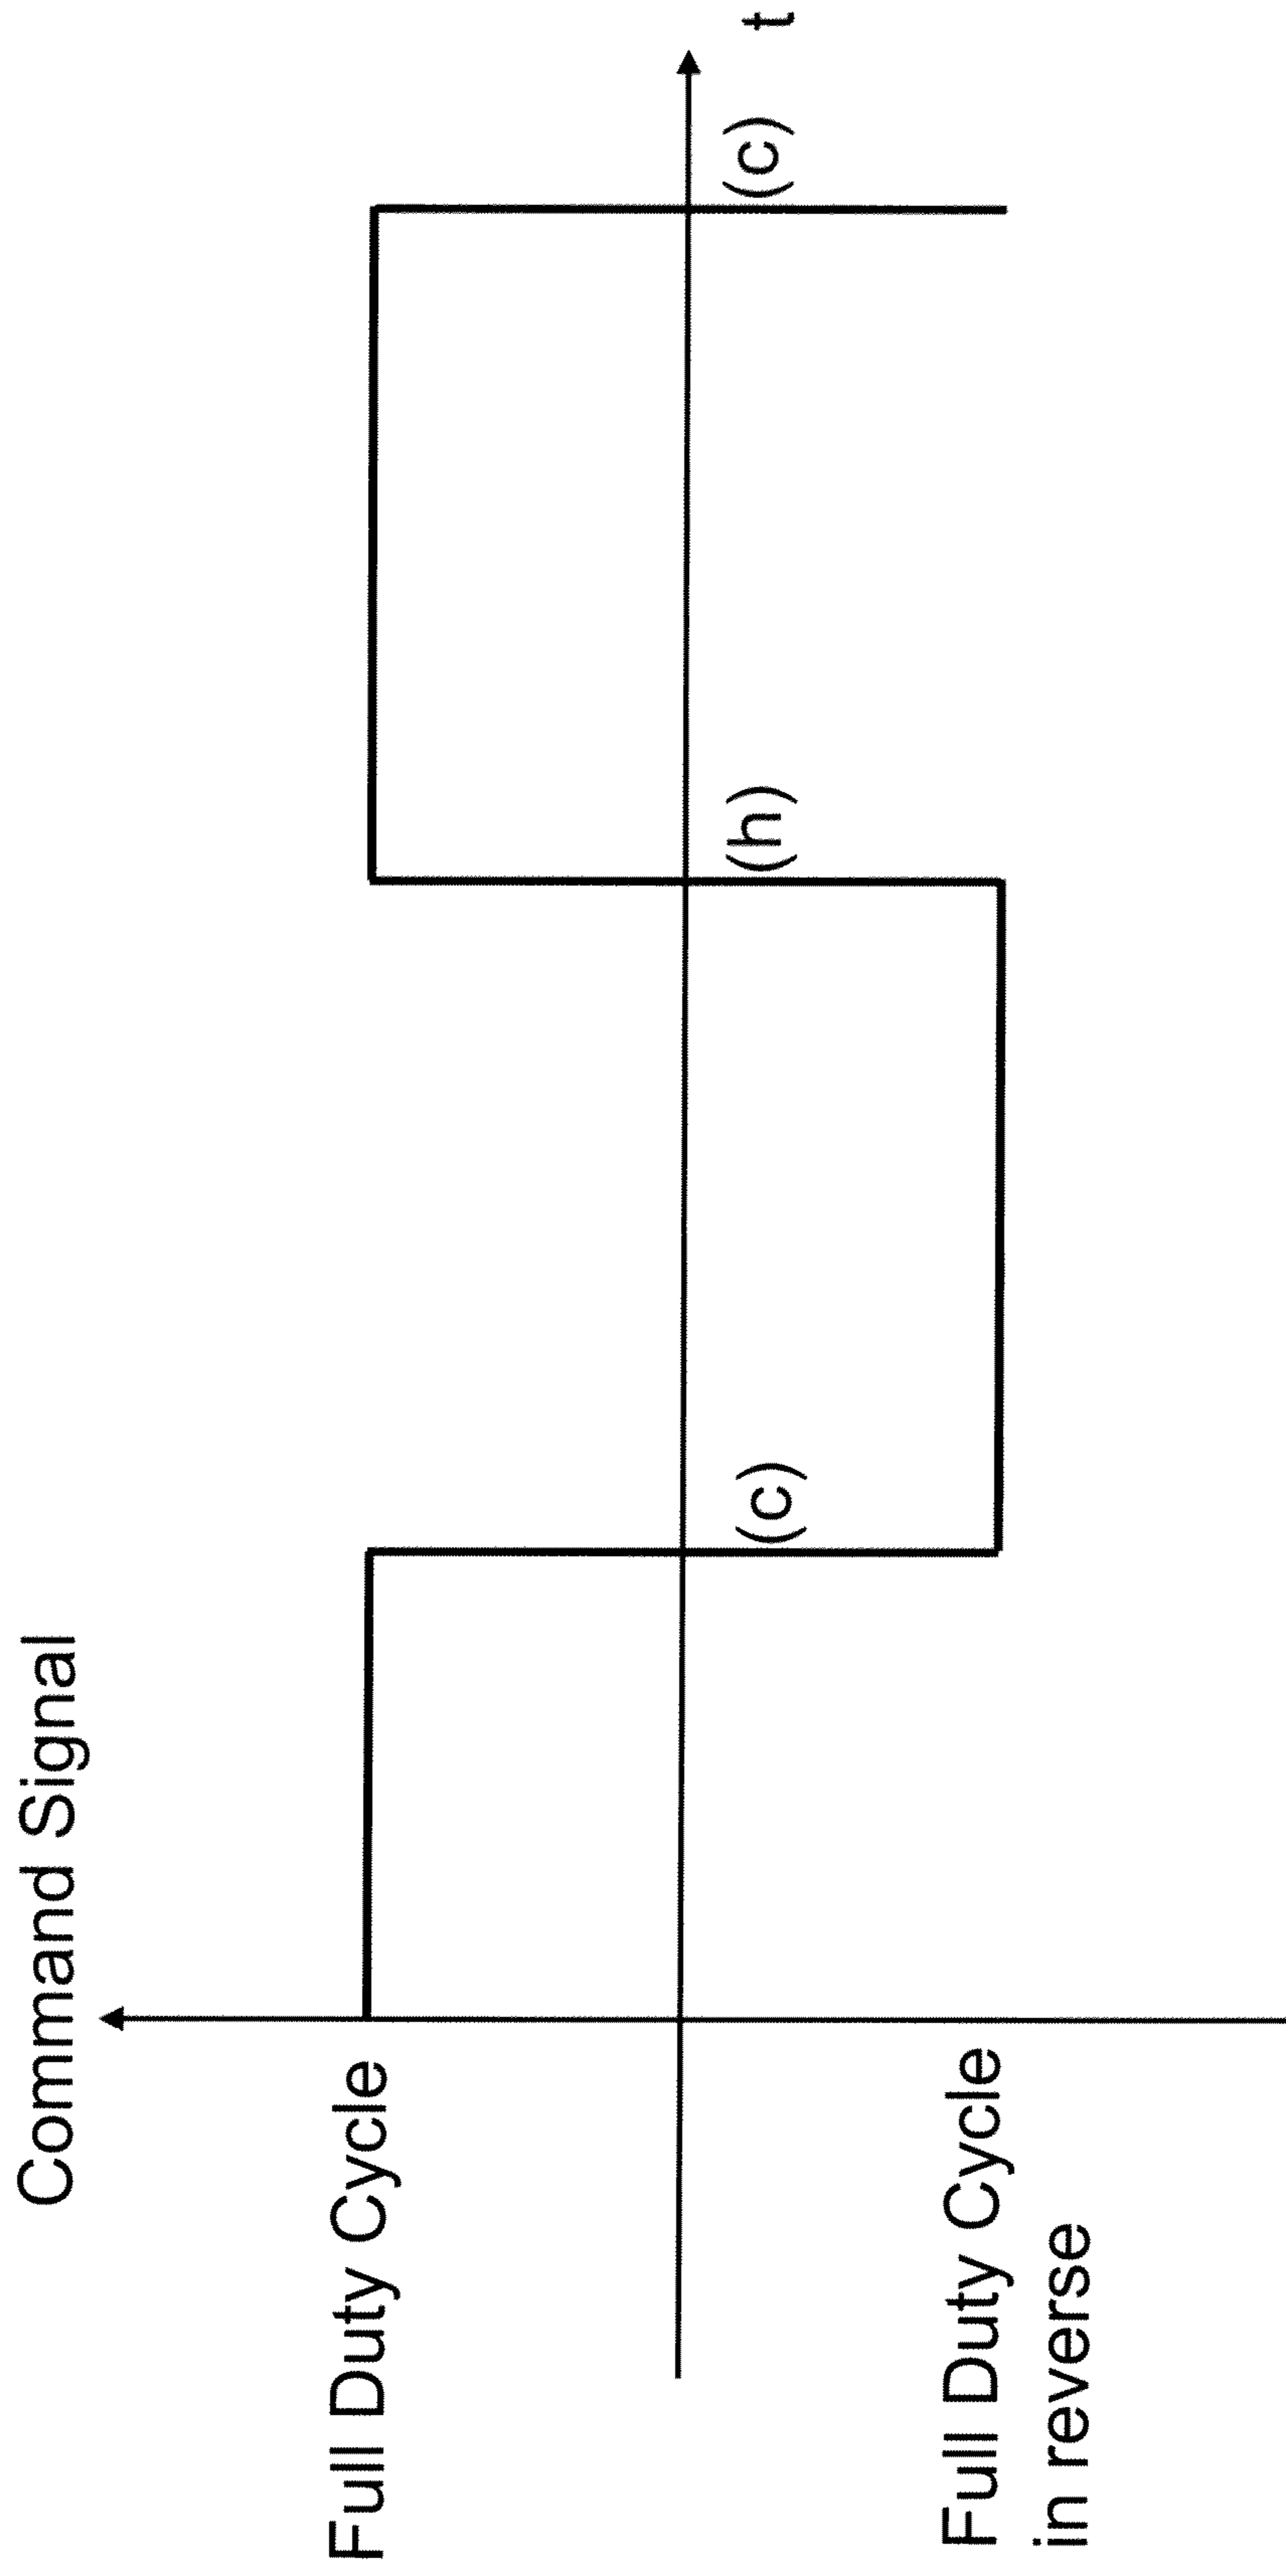 Command Signal
Full Duty Cycle
(c)
(h)
(c)
t
Full Duty Cycle
in reverse